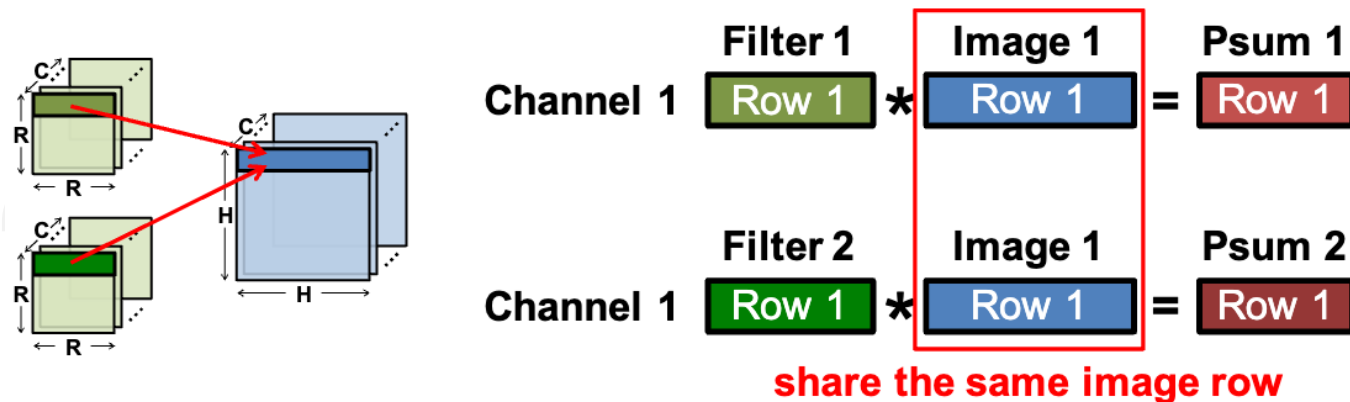 Filter 1 Image 1 Psum 1
Channel 1 Row 1 * Row 1 = Row 1
C
R
R
C
H
H
C
R
R
Filter 2 Image 1 Psum 2
Channel 1 Row 1 * Row 1 = Row 1
share the same image row